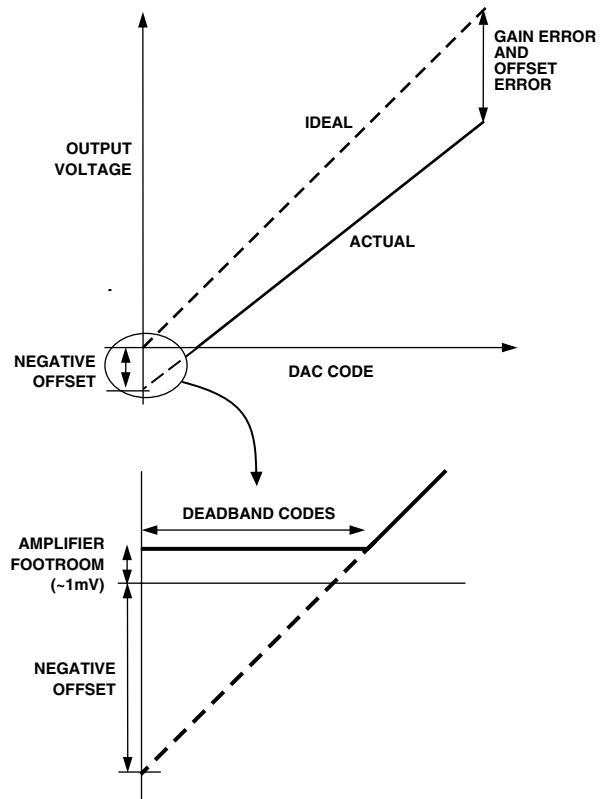 GAIN ERROR
AND
OFFSET
ERROR
IDEAL
OUTPUT
VOLTAGE
ACTUAL
NEGATIVE
OFFSET
DAC CODE
DEADBAND CODES
AMPLIFIER
FOOTROOM
(~1mV)
NEGATIVE
OFFSET